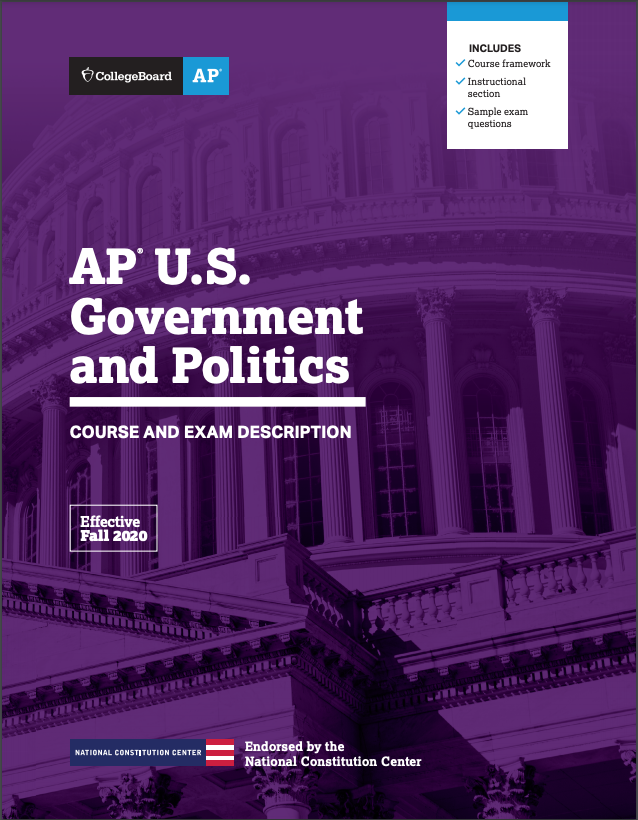 CollegeBoard
AP®
INCLUDES
Course framework
Instructional
section
Sample exam
questions
AP® U.S.
Government
and Politics
COURSE AND EXAM DESCRIPTION
Effective
Fall 2020
NATIONAL CONSTITUTION CENTER
Endorsed by the
National Constitution Center